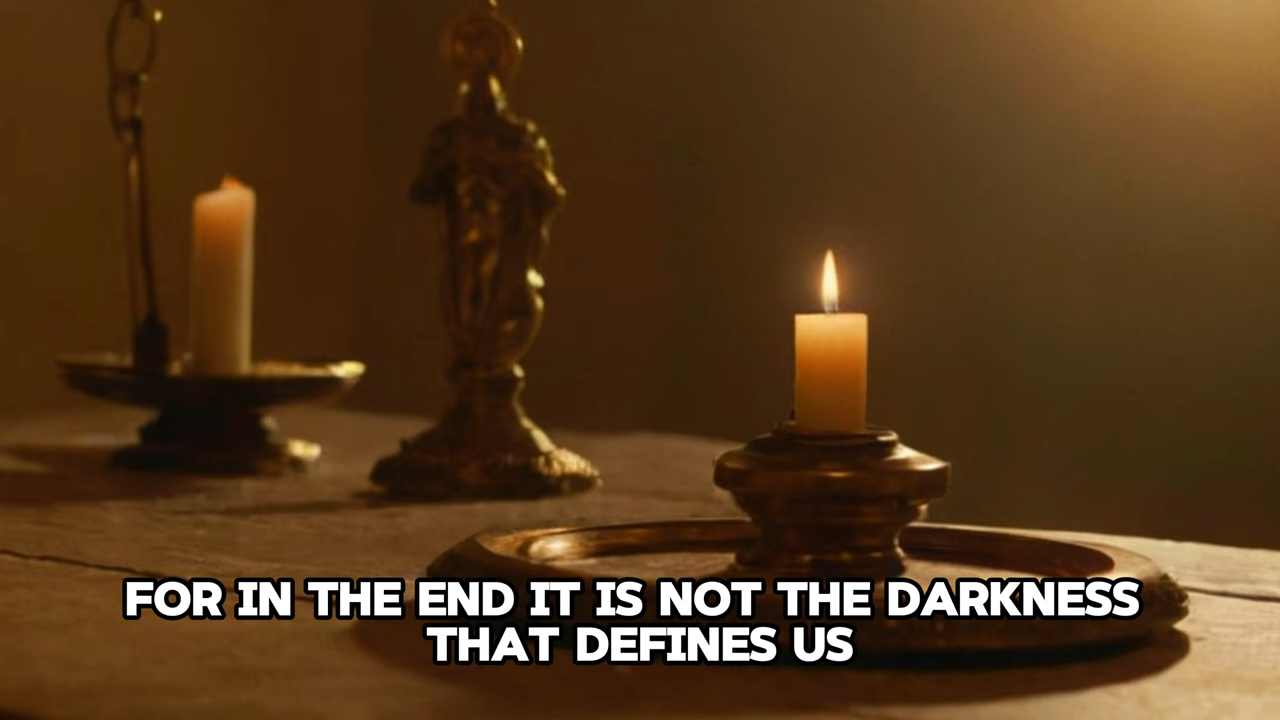 FOR IN THE END IT IS NOT THE DARKNESS
THAT DEFINES US